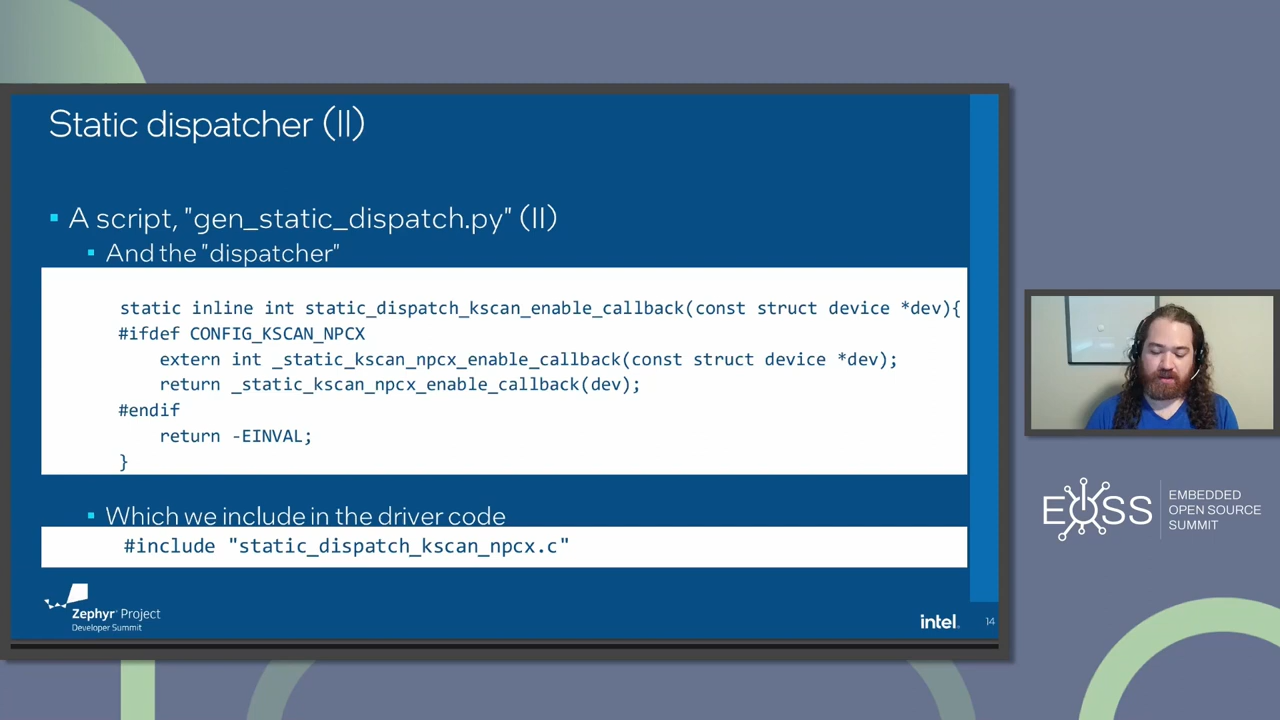 Static dispatcher (II)
▪ A script, "gen_static_dispatch.py" (II)
▪ And the "dispatcher"
static inline int static_dispatch_kscan_enable_callback(const struct device *dev){
#ifdef CONFIG_KSCAN_NPCX
    extern int _static_kscan_npcx_enable_callback(const struct device *dev);
    return _static_kscan_npcx_enable_callback(dev);
#endif
    return -EINVAL;
}
▪ Which we include in the driver code
#include "static_dispatch_kscan_npcx.c"
Zephyr® Project
Developer Summit
intel.
14
EOSS
EMBEDDED
OPEN SOURCE
SUMMIT